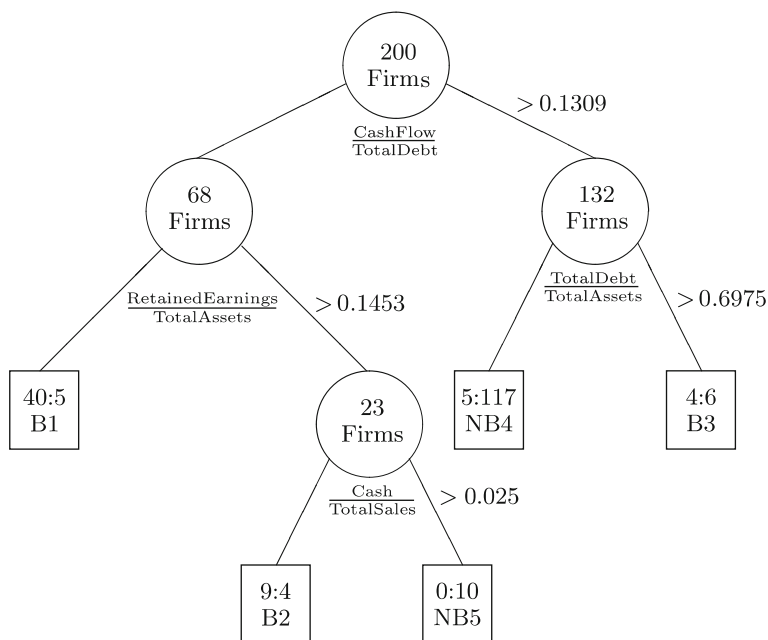 200
Firms
> 0.1309
CashFlow
TotalDebt
68
Firms
132
Firms
RetainedEarnings
TotalAssets
> 0.1453
TotalDebt
TotalAssets
> 0.6975
40:5
B1
23
Firms
5:117
NB4
4:6
B3
Cash
TotalSales
> 0.025
9:4
B2
0:10
NB5